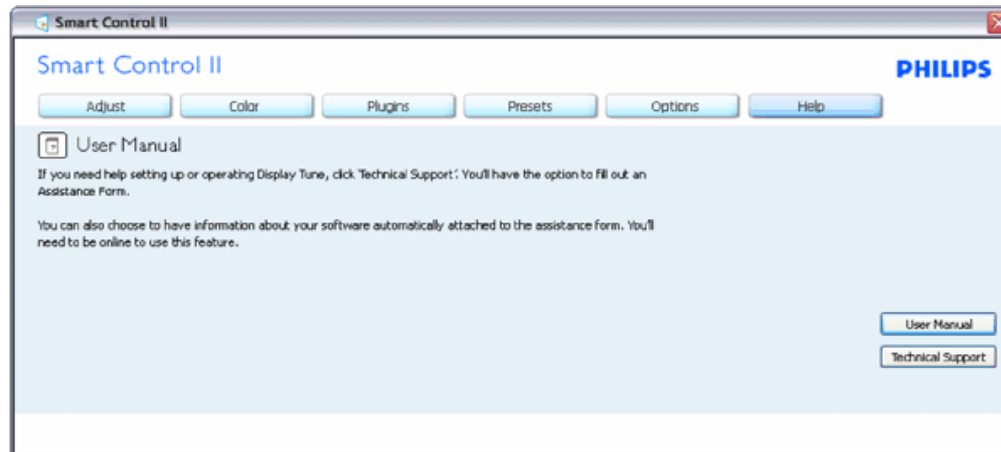 Smart Control II
Smart Control II
PHILIPS
Adjust Color Plugins Presets Options Help
User Manual
If you need help setting up or operating Display Tune, click 'Technical Support'. You'll have the option to fill out an
Assistance Form.
You can also choose to have information about your software automatically attached to the assistance form. You'll
need to be online to use this feature.
User Manual
Technical Support